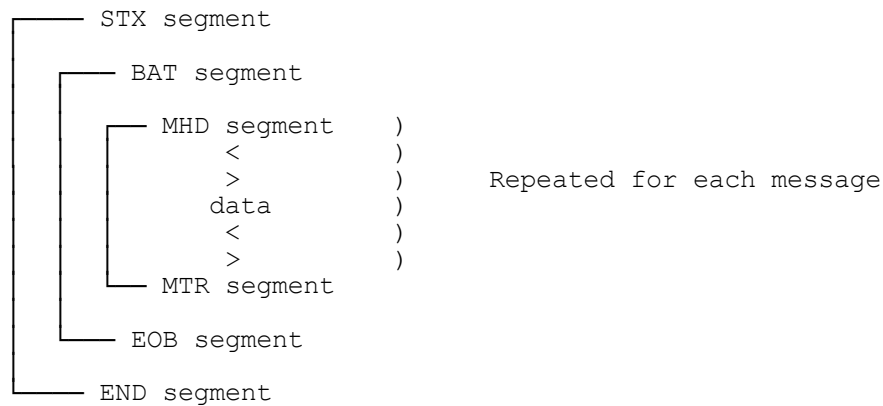 STX segment
BAT segment
MHD segment )
< )
> ) Repeated for each message
data )
< )
> )
MTR segment
EOB segment
END segment